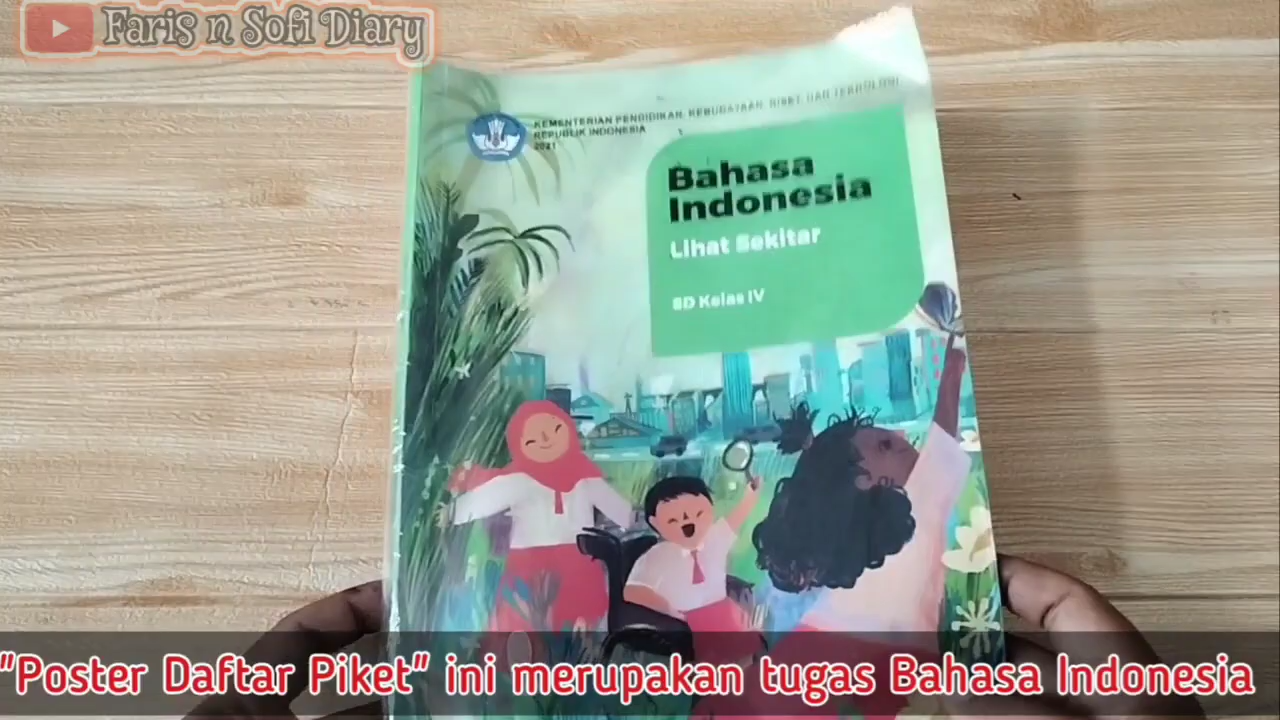 Faris n Sofi Diary
KEMENTERIAN PENDIDIKAN, KEBUDAYAAN, RISET, DAN TEKNOLOGI
REPUBLIK INDONESIA
2021
Bahasa
Indonesia
Lihat Sekitar
SD Kelas IV
"Poster Daftar Piket" ini merupakan tugas Bahasa Indonesia